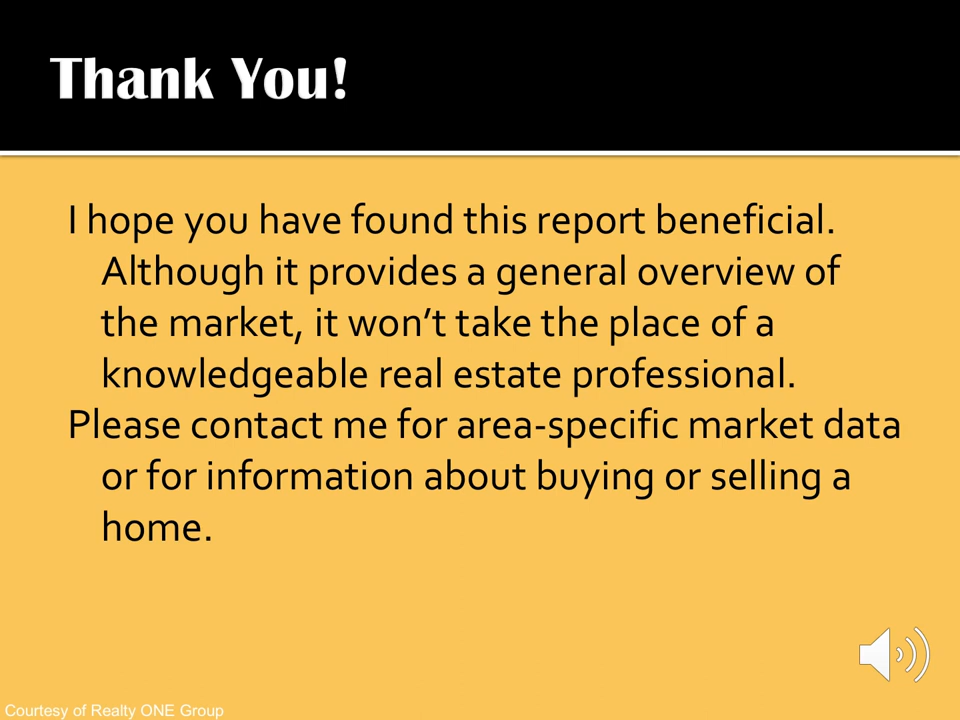 Thank You!
I hope you have found this report beneficial.
Although it provides a general overview of
the market, it won’t take the place of a
knowledgeable real estate professional.
Please contact me for area-specific market data
or for information about buying or selling a
home.
Courtesy of Realty ONE Group